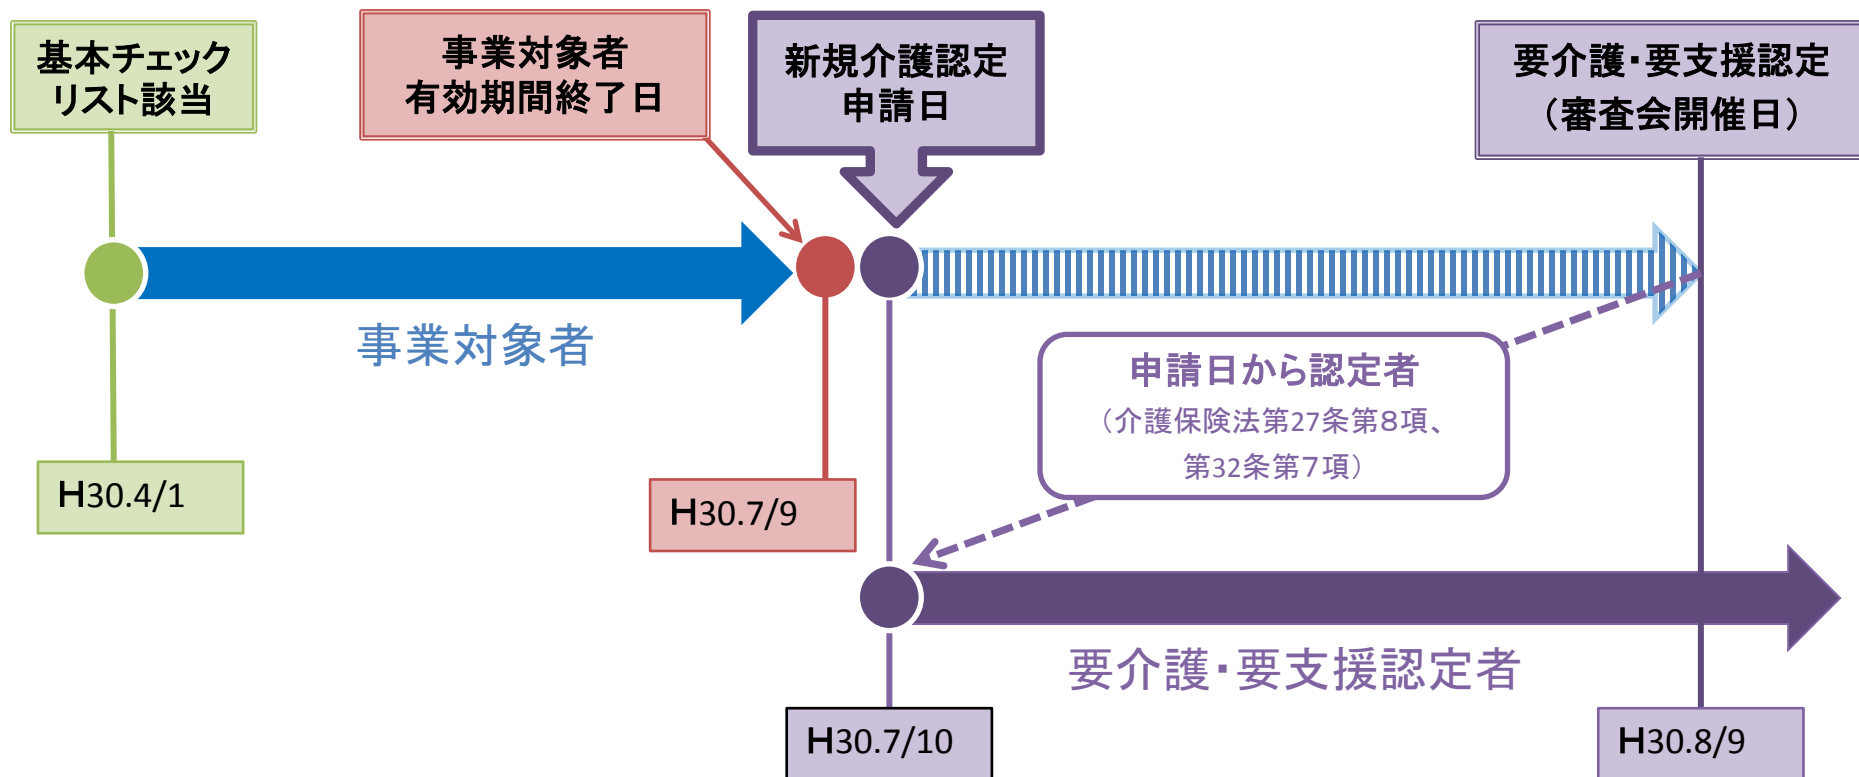 基本チェック
リスト該当
事業対象者
有効期間終了日
新規介護認定
申請日
要介護・要支援認定
（審査会開催日）
事業対象者
申請日から認定者
（介護保険法第27条第８項、
第32条第７項）
H30.4/1
H30.7/9
要介護・要支援認定者
H30.7/10
H30.8/9